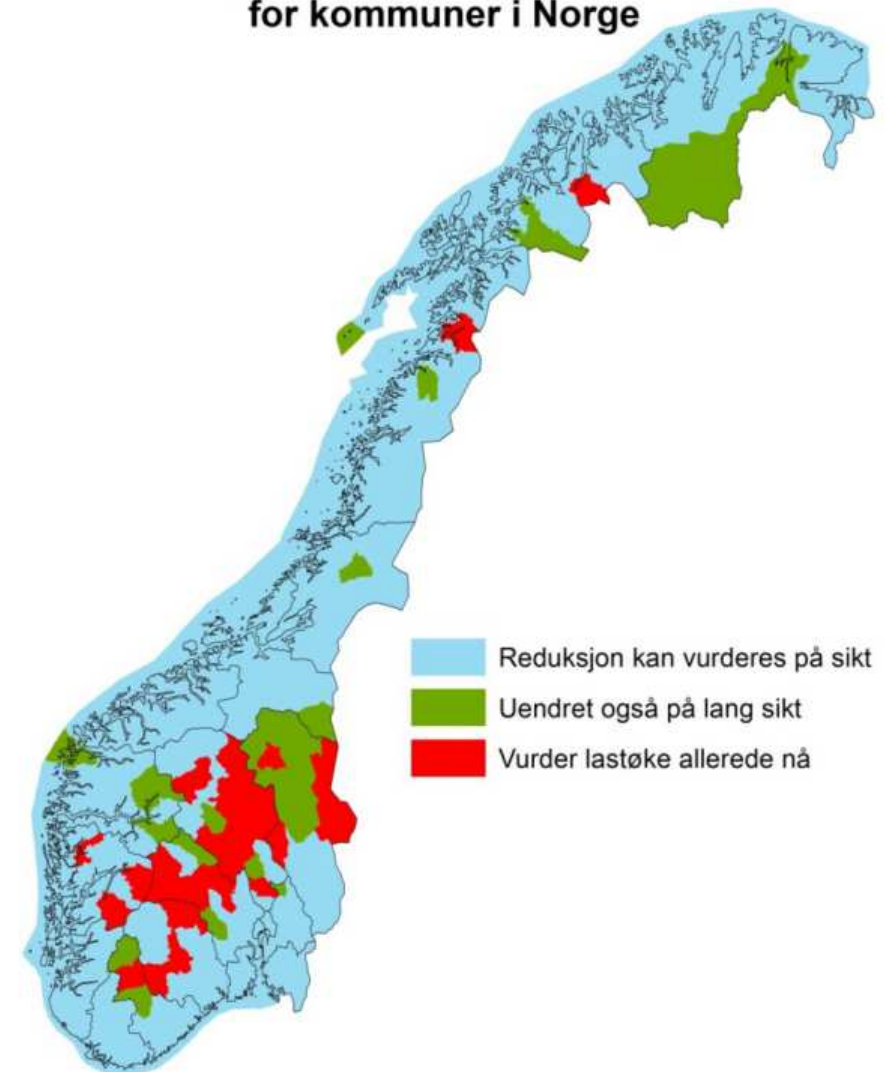 for kommuner i Norge
Reduksjon kan vurderes på sikt
Uendret også på lang sikt
Vurder lastøke allerede nå